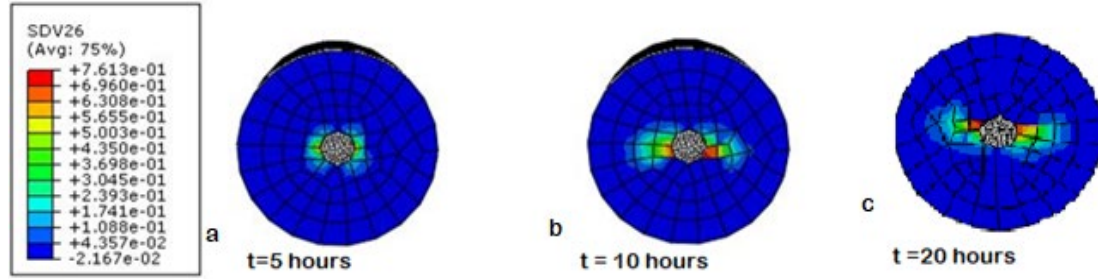 SDV26
(Avg: 75%)
+7.613e-01
+6.960e-01
+6.308e-01
+5.655e-01
+5.003e-01
+4.350e-01
+3.698e-01
+3.045e-01
+2.393e-01
+1.741e-01
+1.088e-01
+4.357e-02
-2.167e-02
a
t=5 hours
b
t = 10 hours
c
t =20 hours